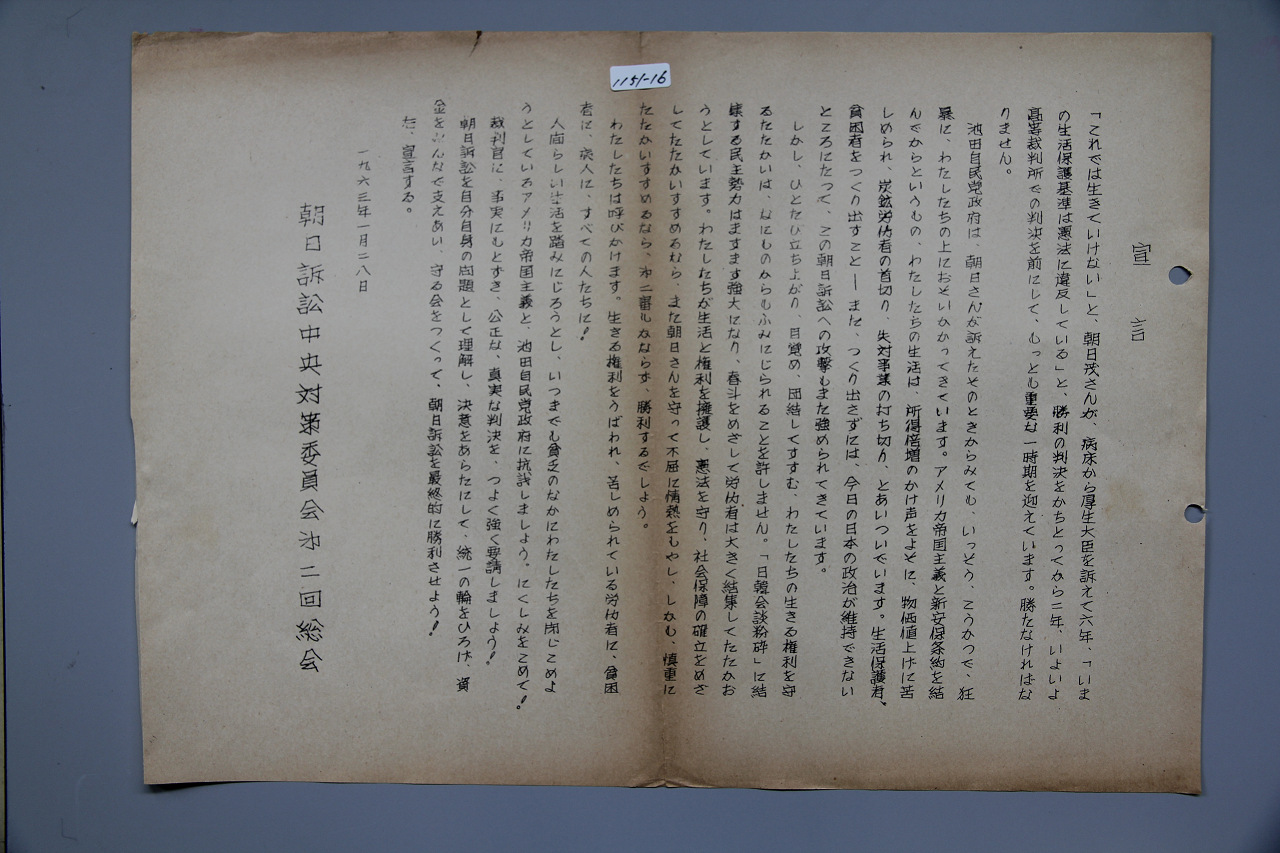 1151-16
宣言
「これでは生きていけない」と、朝日茂さんが、病床から厚生大臣を訴えて六年、「いま
の生活保護基準は憲法に違反している」と、勝利の判決をかちとってから二年、いよいよ
高等裁判所での判決を前にして、もっとも重要な一時期を迎えています。勝たなければな
りません。
池田自民党政府は、朝日さんが訴えたそのときからみても、いっそう、こうかつで、狂
暴に、わたしたちの上におそいかかってきています。アメリカ帝国主義と新安保条約を結
んでからというもの、わたしたちの生活は、所得倍増のかけ声をよそに、物価値上げに苦
しめられ、炭鉱労仂者の首切り、失対事業の打ち切り、とあいついでいます。生活保護者、
貧困者をつくり出すこと――また、つくり出さずには、今日の日本の政治が維持できない
ところにたって、この朝日訴訟への攻撃もまた強められてきています。
しかし、ひとたび立ち上がり、目覚め、団結してすすむ、わたしたちの生きる権利を守
るたたかいは、なにものからもふみにじられることを許しません。「日韓会談粉砕」に結
集する民主勢力はますます強大になり、春斗をめざして労仂者は大きく結集してたたかお
うとしています。わたしたちが生活と権利を擁護し、憲法を守り、社会保障の確立をめざ
してたたかいすすめるなら、また朝日さんを守って不屈に情熱をもやし、しかも、慎重に
たたかいすすめるなら、㐧二審もかならず、勝利するでしょう。
わたしたちは呼びかけます。生きる権利をうばわれ、苦しめられている労仂者に、貧困
者に、病人に、すべての人たちに!
人間らしい生活を踏みにじろうとし、いつまでも貧乏のなかにわたしたちを閉じこめよ
うとしているアメリカ帝国主義と、池田自民党政府に抗議しましょう。にくしみをこめて!
裁判官に、事実にもとずき、公正な、真実な判決を、つよく強く要請しましょう!
朝日訴訟を自分自身の問題として理解し、決意をあらたにして、統一の輪をひろげ、資
金をみんなで支えあい、守る会をつくって、朝日訴訟を最終的に勝利させよう!
右、宣言する。
一九六三年一月二八日
朝日訴訟中央対策委員会㐧二回総会